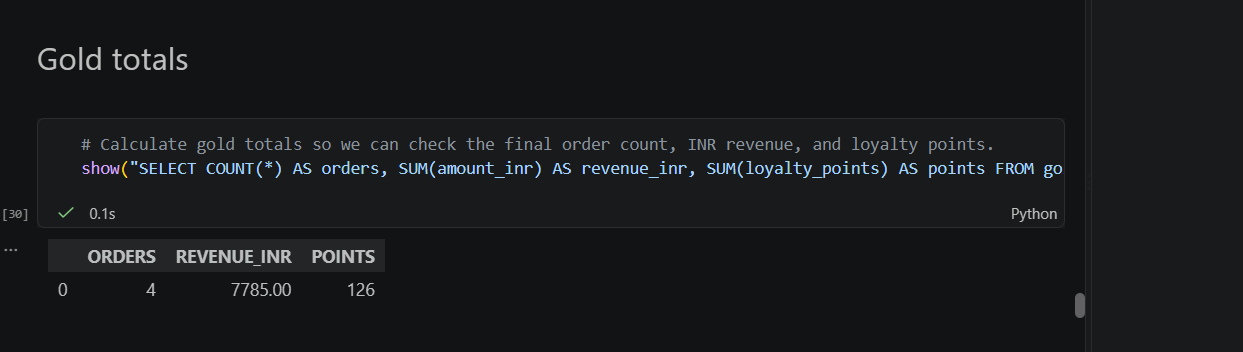 Gold totals
# Calculate gold totals so we can check the final order count, INR revenue, and loyalty points.
show("SELECT COUNT(*) AS orders, SUM(amount_inr) AS revenue_inr, SUM(loyalty_points) AS points FROM go
[30] ✓ 0.1s Python
... ORDERS REVENUE_INR POINTS
0 4 7785.00 126